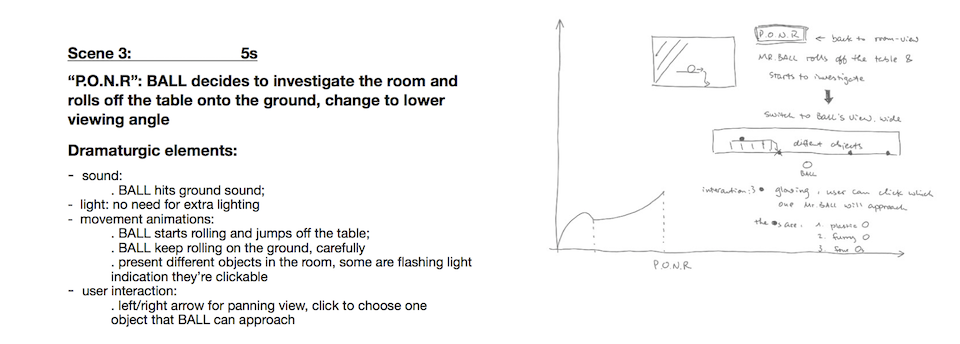 Scene 3: 5s
“P.O.N.R”: BALL decides to investigate the room and
rolls off the table onto the ground, change to lower
viewing angle
Dramaturgic elements:
- sound:
. BALL hits ground sound;
- light: no need for extra lighting
- movement animations:
. BALL starts rolling and jumps off the table;
. BALL keep rolling on the ground, carefully
. present different objects in the room, some are flashing light
indication they’re clickable
- user interaction:
. left/right arrow for panning view, click to choose one
object that BALL can approach
P.O.N.R ← back to room-view
MR.BALL rolls off the table &
starts to investigate
Switch to Ball's view, wide
different objects
BALL
interaction: 3 glowing, user can click which
one Mr. BALL will approach
the s are: 1. plastic
2. funny
3.
P.O.N.R